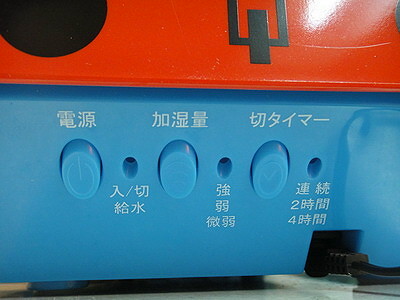 電源 加湿量 切タイマー
入/切 強 連続
給水 弱 2時間
微弱 4時間